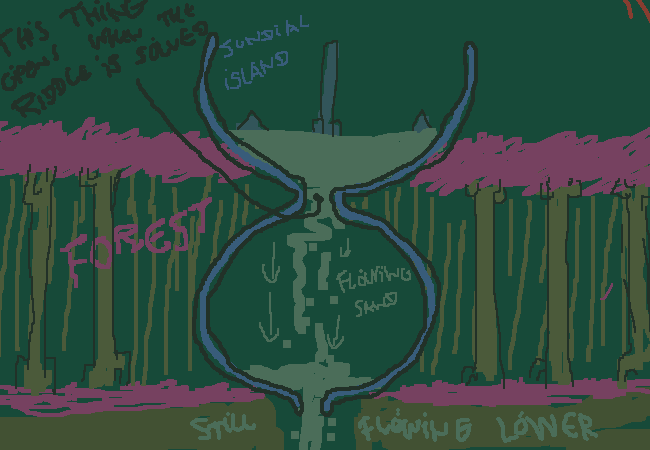 THIS THING
OPENS WHEN THE
RIDDLE IS SOLVED
SUNDIAL
ISLAND
FOREST
FLOWING
SAND
STILL FLOWING LOWER